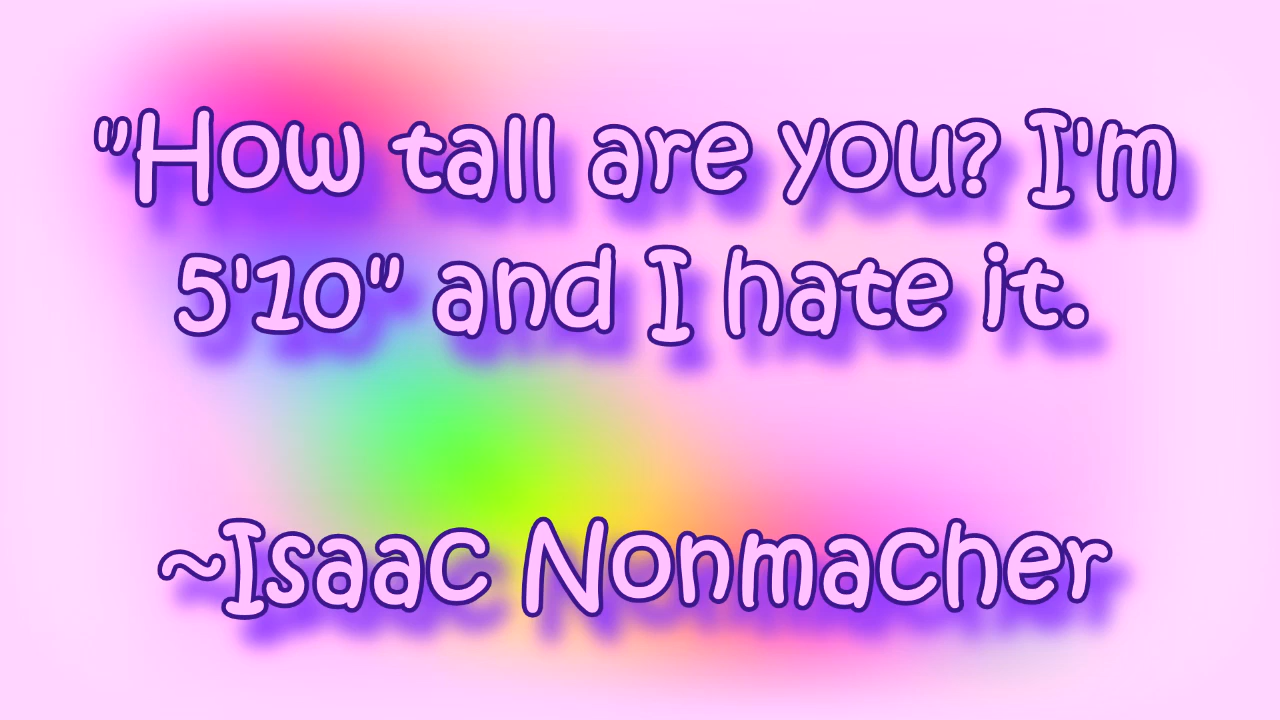 "How tall are you? I'm
5'10" and I hate it.
~Isaac Nonmacher